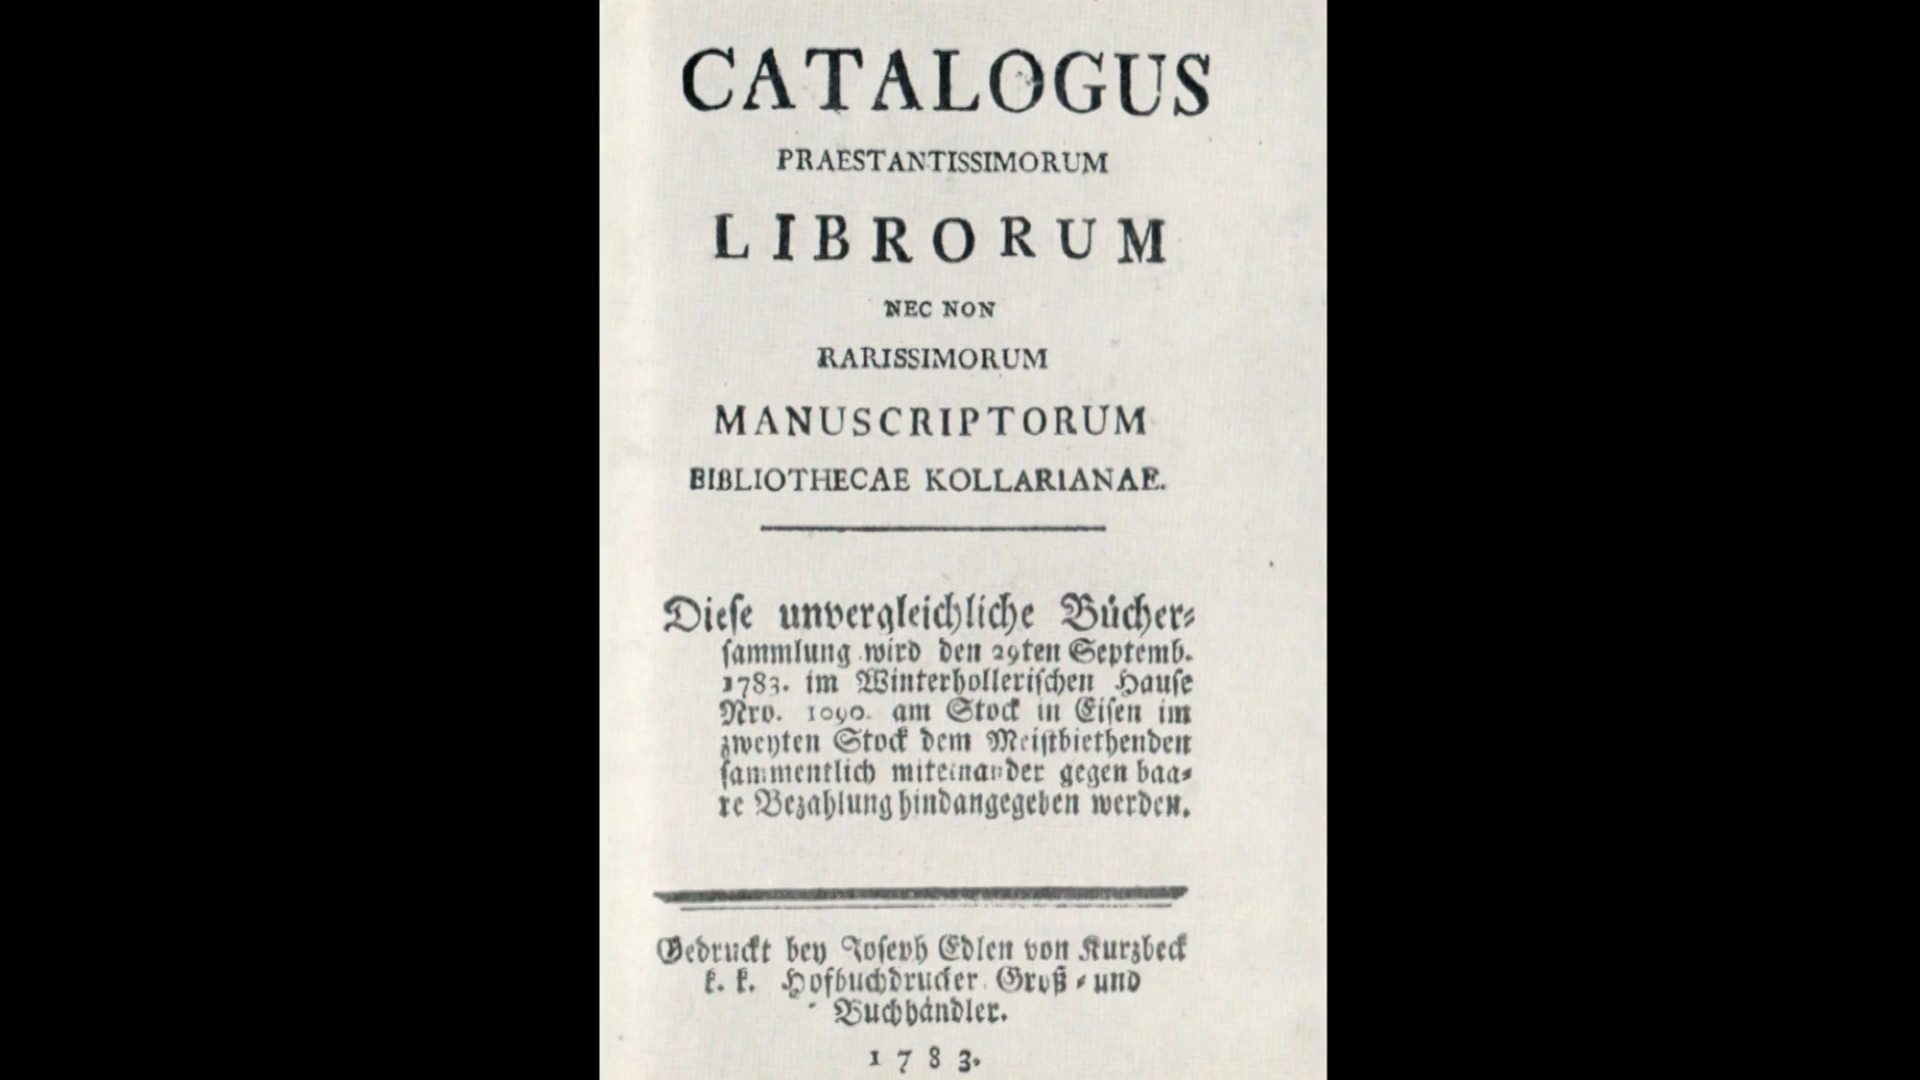 CATALOGUS
PRAESTANTISSIMORUM
LIBRORUM
NEC NON
RARISSIMORUM
MANUSCRIPTORUM
BIBLIOTHECAE KOLLARIANAE.
Dieſe unvergleichliche Bücher⸗
ſammlung wird den 29ten Septemb.
1783. im Winterholleriſchen Hauſe
Nro. 1090. am Stock in Eiſen im
zweyten Stock dem Meiſtbiethenden
ſammentlich miteinander gegen baa⸗
re Bezahlung hindangegeben werden.
Gedruckt bey Joſeph Edlen von Kurzbeck
k. k. Hofbuchdrucker Groß⸗und
Buchhändler.
1783.